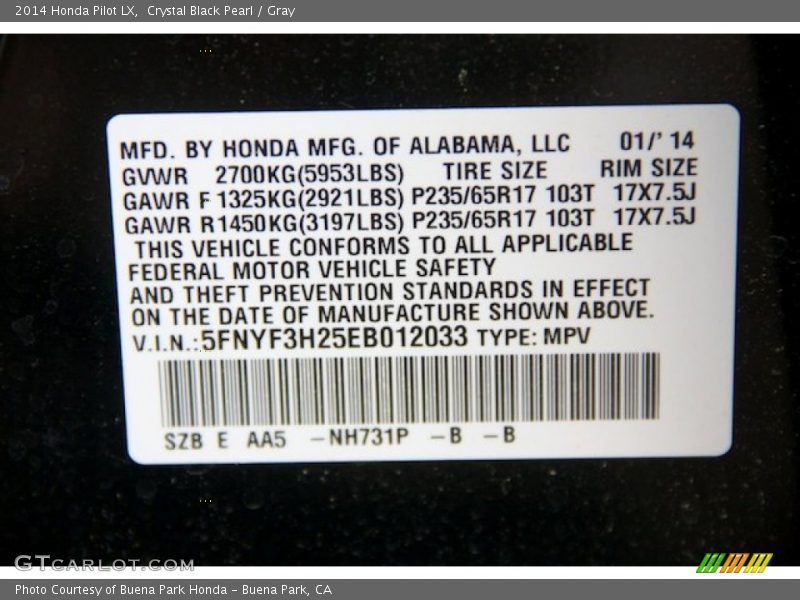 2014 Honda Pilot LX,  Crystal Black Pearl / Gray
MFD. BY HONDA MFG. OF ALABAMA, LLC 01/' 14
GVWR 2700KG(5953LBS) TIRE SIZE RIM SIZE
GAWR F 1325KG(2921LBS) P235/65R17 103T 17X7.5J
GAWR R1450KG(3197LBS) P235/65R17 103T 17X7.5J
THIS VEHICLE CONFORMS TO ALL APPLICABLE
FEDERAL MOTOR VEHICLE SAFETY
AND THEFT PREVENTION STANDARDS IN EFFECT
ON THE DATE OF MANUFACTURE SHOWN ABOVE.
V.I.N.:5FNYF3H25EB012033 TYPE: MPV
SZB E AA5 –NH731P –B –B
GTCARLOT.COM
Photo Courtesy of Buena Park Honda – Buena Park, CA